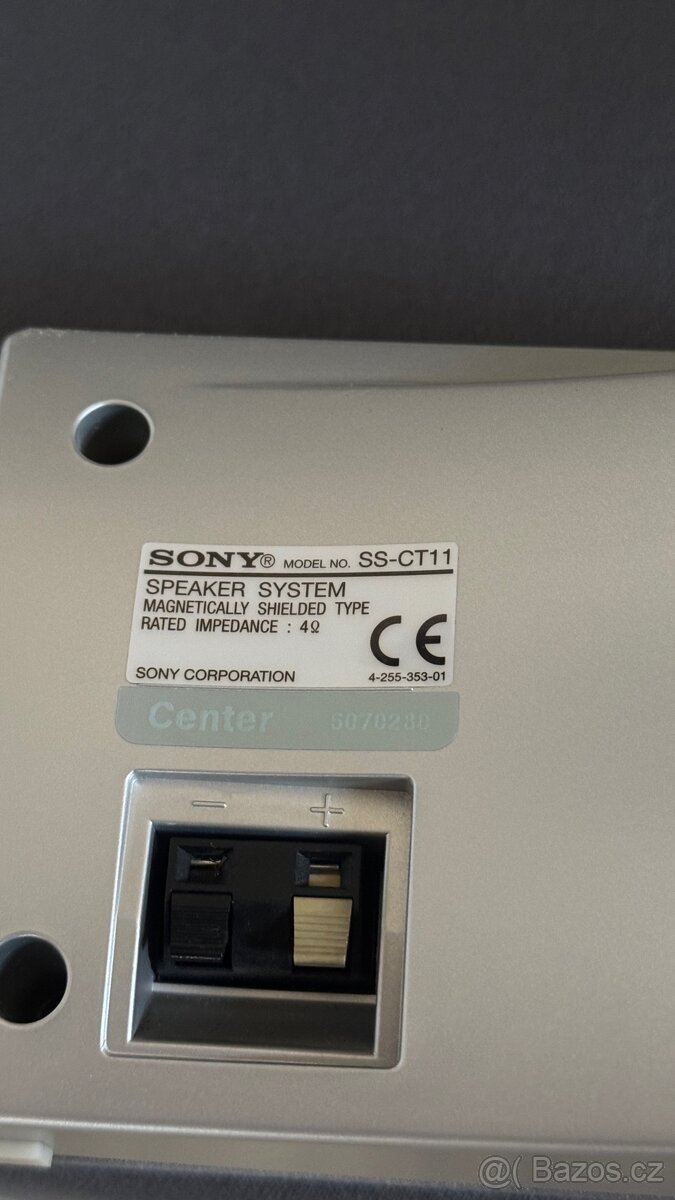 SONY® MODEL NO. SS-CT11
SPEAKER SYSTEM
MAGNETICALLY SHIELDED TYPE
RATED IMPEDANCE : 4Ω
CE
SONY CORPORATION 4-255-353-01
Center
− +
@( Bazos.cz